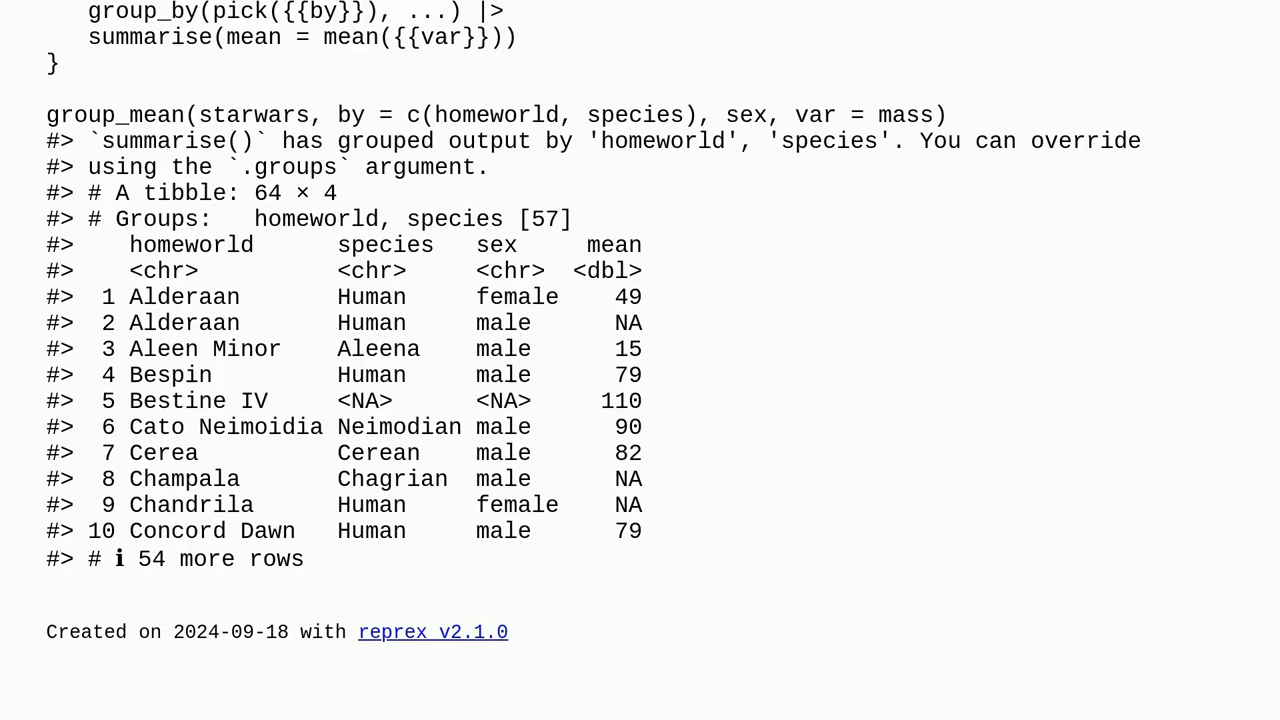 group_by(pick({{by}}), ...) |>
summarise(mean = mean({{var}}))
}
group_mean(starwars, by = c(homeworld, species), sex, var = mass)
#> `summarise()` has grouped output by 'homeworld', 'species'. You can override
#> using the `.groups` argument.
#> # A tibble: 64 × 4
#> # Groups:   homeworld, species [57]
#>    homeworld      species   sex     mean
#>    <chr>          <chr>     <chr>  <dbl>
#>  1 Alderaan       Human     female    49
#>  2 Alderaan       Human     male      NA
#>  3 Aleen Minor    Aleena    male      15
#>  4 Bespin         Human     male      79
#>  5 Bestine IV     <NA>      <NA>     110
#>  6 Cato Neimoidia Neimodian male      90
#>  7 Cerea          Cerean    male      82
#>  8 Champala       Chagrian  male      NA
#>  9 Chandrila      Human     female    NA
#> 10 Concord Dawn   Human     male      79
#> # ℹ 54 more rows
Created on 2024-09-18 with reprex v2.1.0